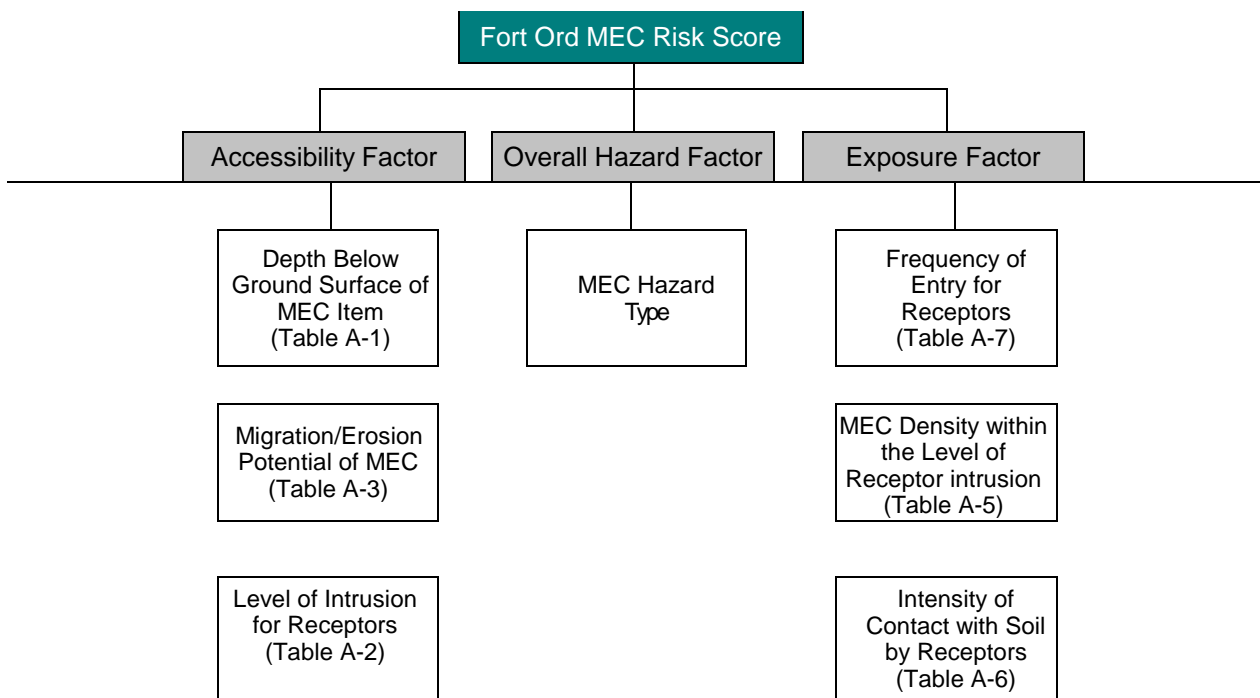 Fort Ord MEC Risk Score
Accessibility Factor
Overall Hazard Factor
Exposure Factor
Depth Below
Ground Surface of
MEC Item
(Table A-1)
MEC Hazard
Type
Frequency of
Entry for
Receptors
(Table A-7)
Migration/Erosion
Potential of MEC
(Table A-3)
MEC Density within
the Level of
Receptor intrusion
(Table A-5)
Level of Intrusion
for Receptors
(Table A-2)
Intensity of
Contact with Soil
by Receptors
(Table A-6)